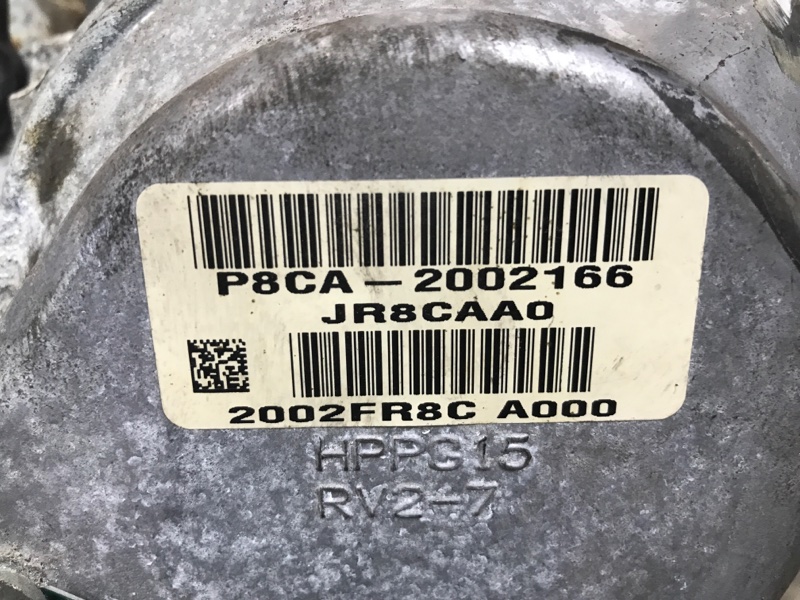 P8CA-2002166
JR8CAA0
2002FR8C A000
HPPG15
RV2-7